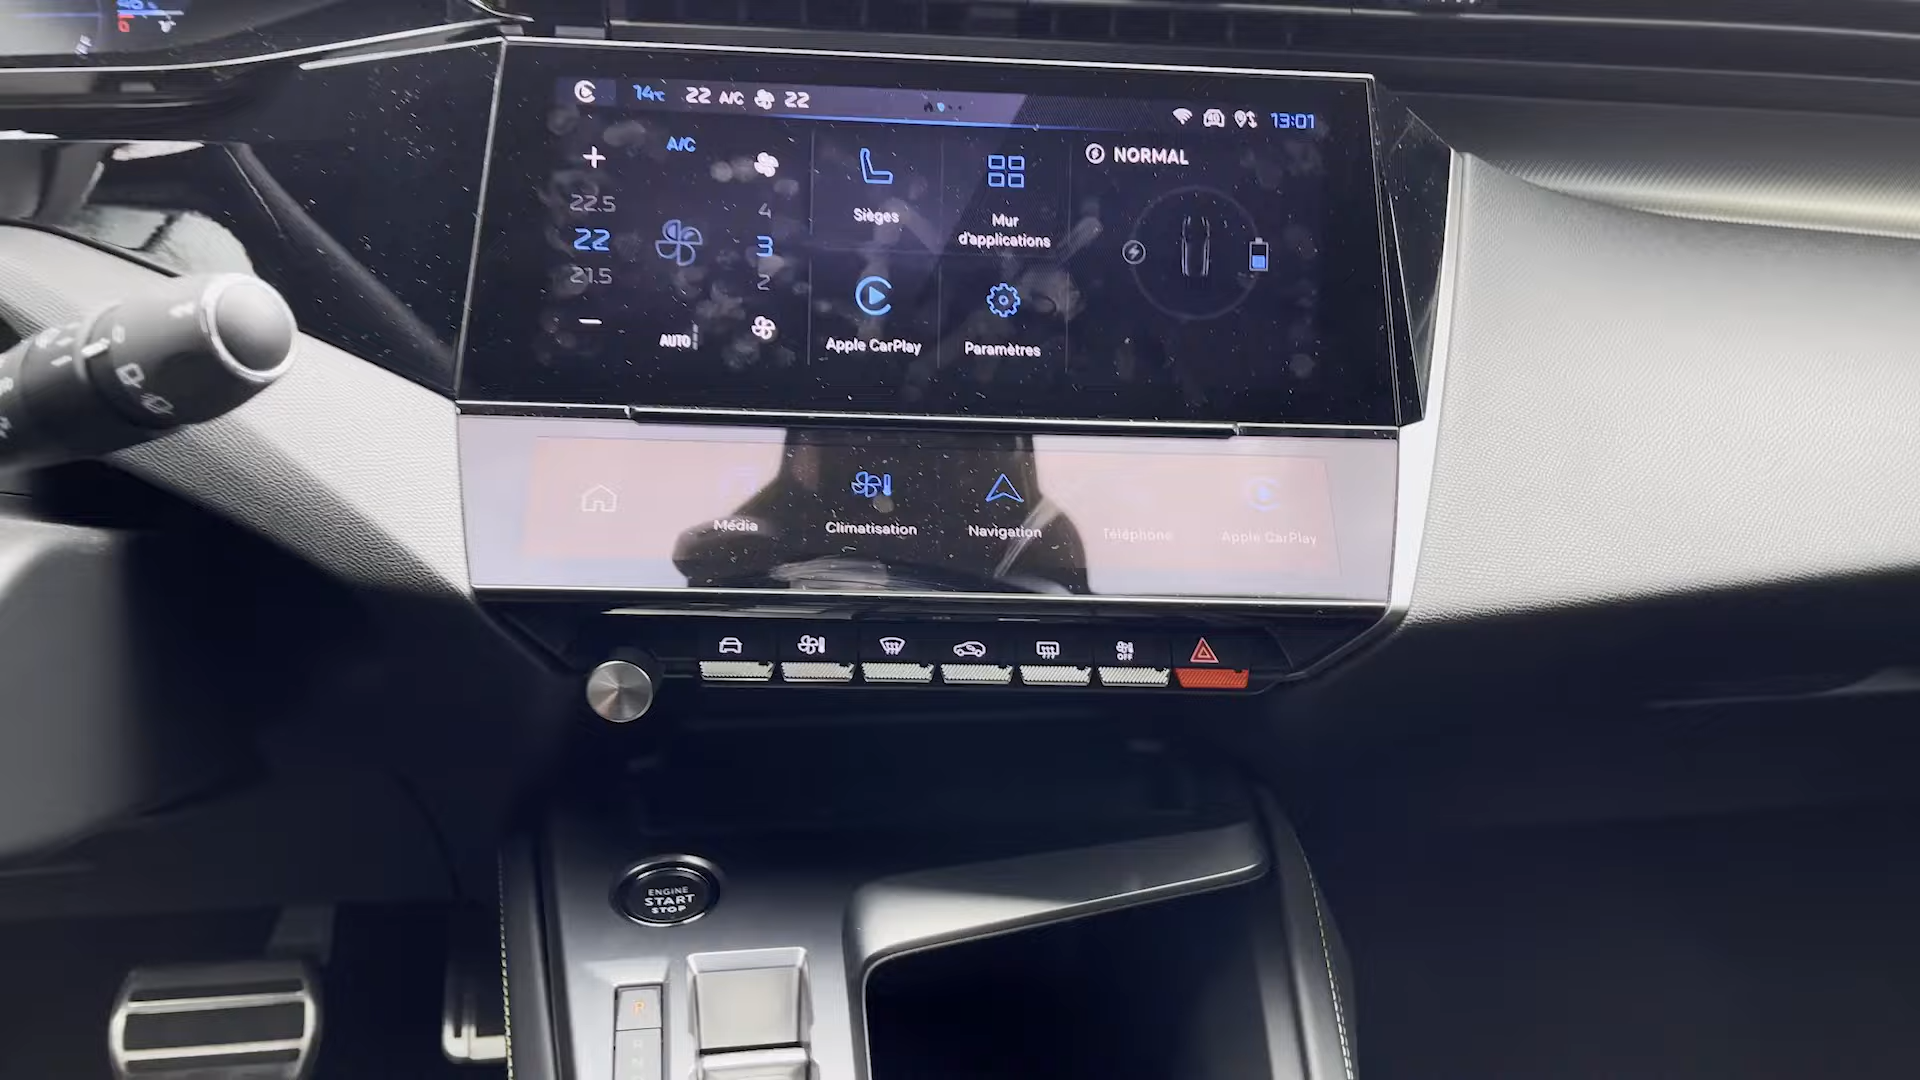 14°C 22 A/C 22
13:01
A/C
NORMAL
22.5
22
21.5
4
3
2
AUTO
Sièges
Mur
d'applications
Apple CarPlay
Paramètres
Média
Climatisation
Navigation
Téléphone
Apple CarPlay
OFF
ENGINE
START
STOP
R
N